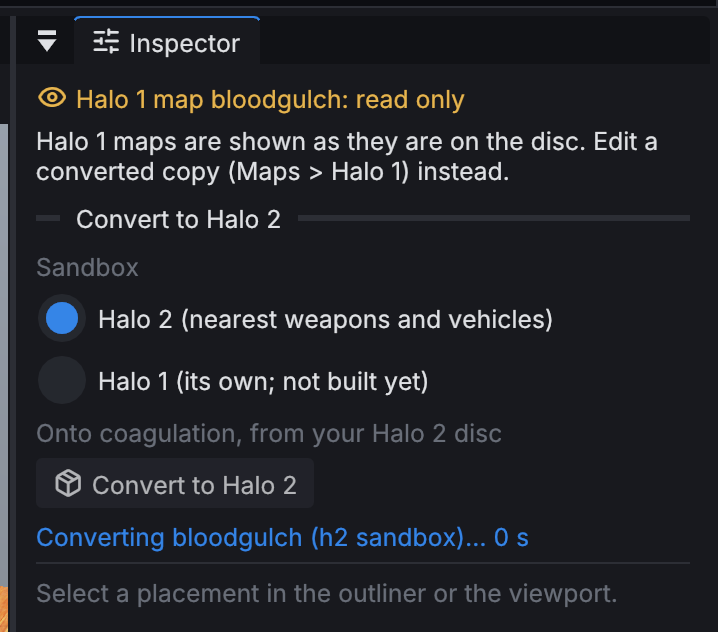 Inspector
Halo 1 map bloodgulch: read only
Halo 1 maps are shown as they are on the disc. Edit a
converted copy (Maps > Halo 1) instead.
Convert to Halo 2
Sandbox
Halo 2 (nearest weapons and vehicles)
Halo 1 (its own; not built yet)
Onto coagulation, from your Halo 2 disc
Convert to Halo 2
Converting bloodgulch (h2 sandbox)... 0 s
Select a placement in the outliner or the viewport.